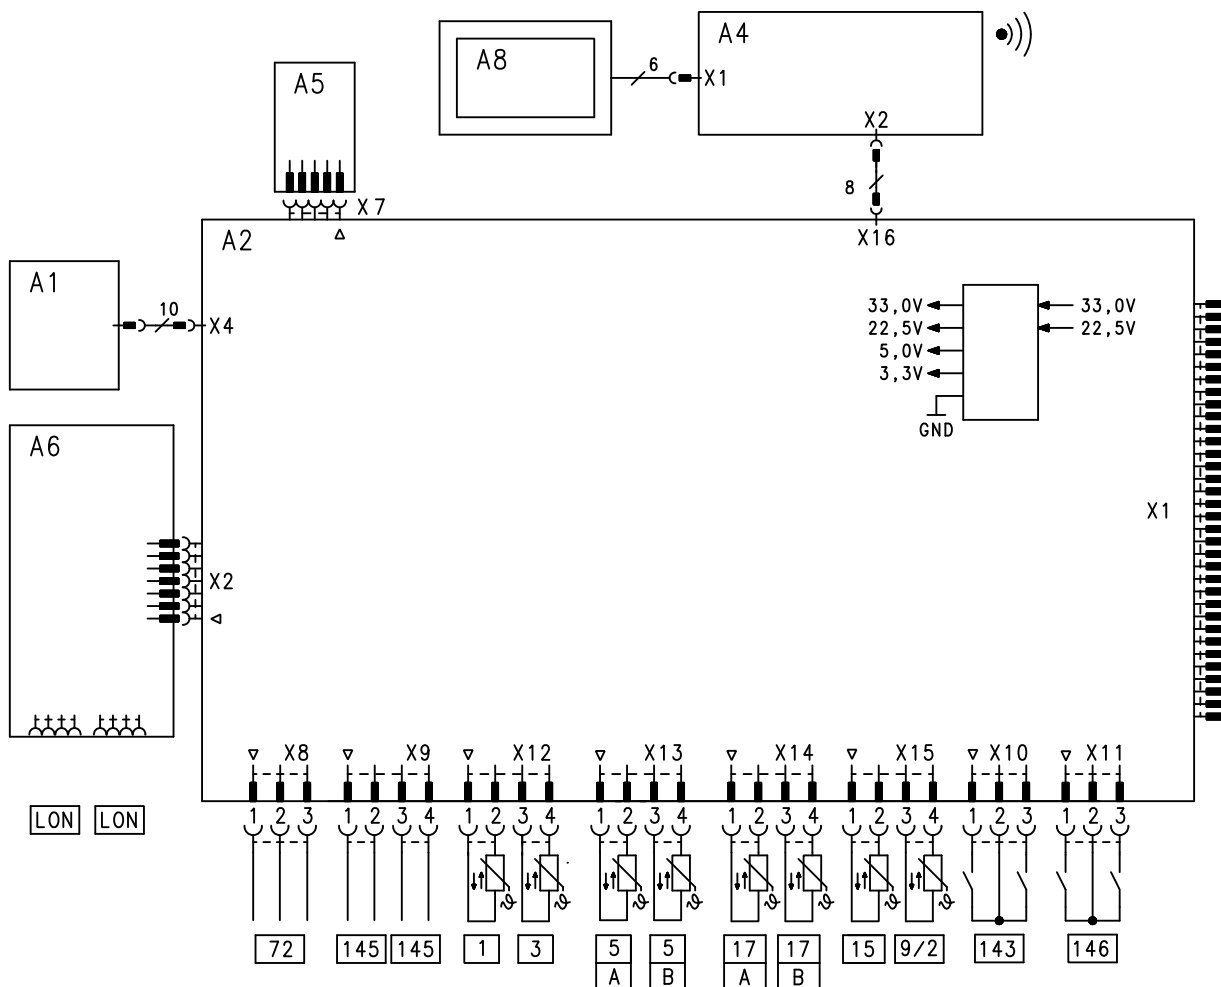 A4
A8
6
X1
A5
X2
8
X7
A2
X16
A1
10
X4
33,0V
33,0V
22,5V
22,5V
5,0V
3,3V
GND
A6
X1
X2
X8 X9 X12 X13 X14 X15 X10 X11
1 2 3 1 2 3 4 1 2 3 4 1 2 3 4 1 2 3 4 1 2 3 4 1 2 3 1 2 3
LON LON
ϑ ϑ ϑ ϑ ϑ ϑ ϑ ϑ
72 145 145 1 3 5 5 17 17 15 9/2 143 146
A B A B